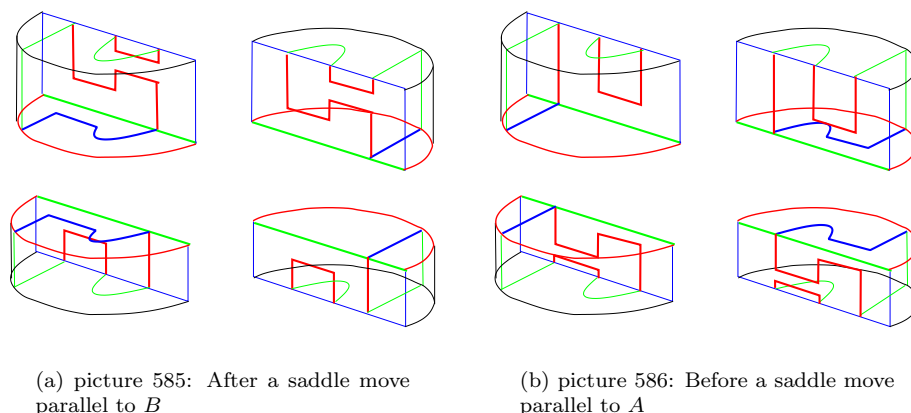 (a) picture 585: After a saddle move
parallel to B
(b) picture 586: Before a saddle move
parallel to A